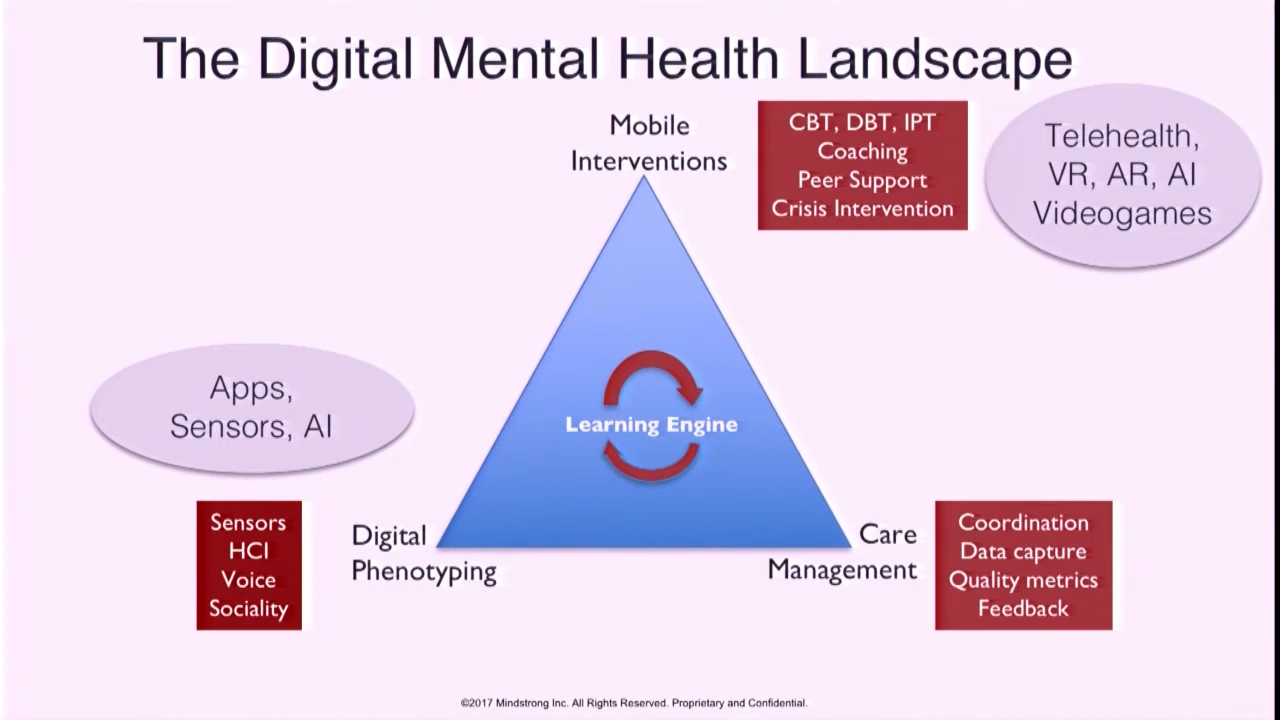 The Digital Mental Health Landscape
Mobile
Interventions
CBT, DBT, IPT
Coaching
Peer Support
Crisis Intervention
Telehealth,
VR, AR, AI
Videogames
Apps,
Sensors, AI
Learning Engine
Sensors
HCI
Voice
Sociality
Digital
Phenotyping
Care
Management
Coordination
Data capture
Quality metrics
Feedback
©2017 Mindstrong Inc. All Rights Reserved. Proprietary and Confidential.